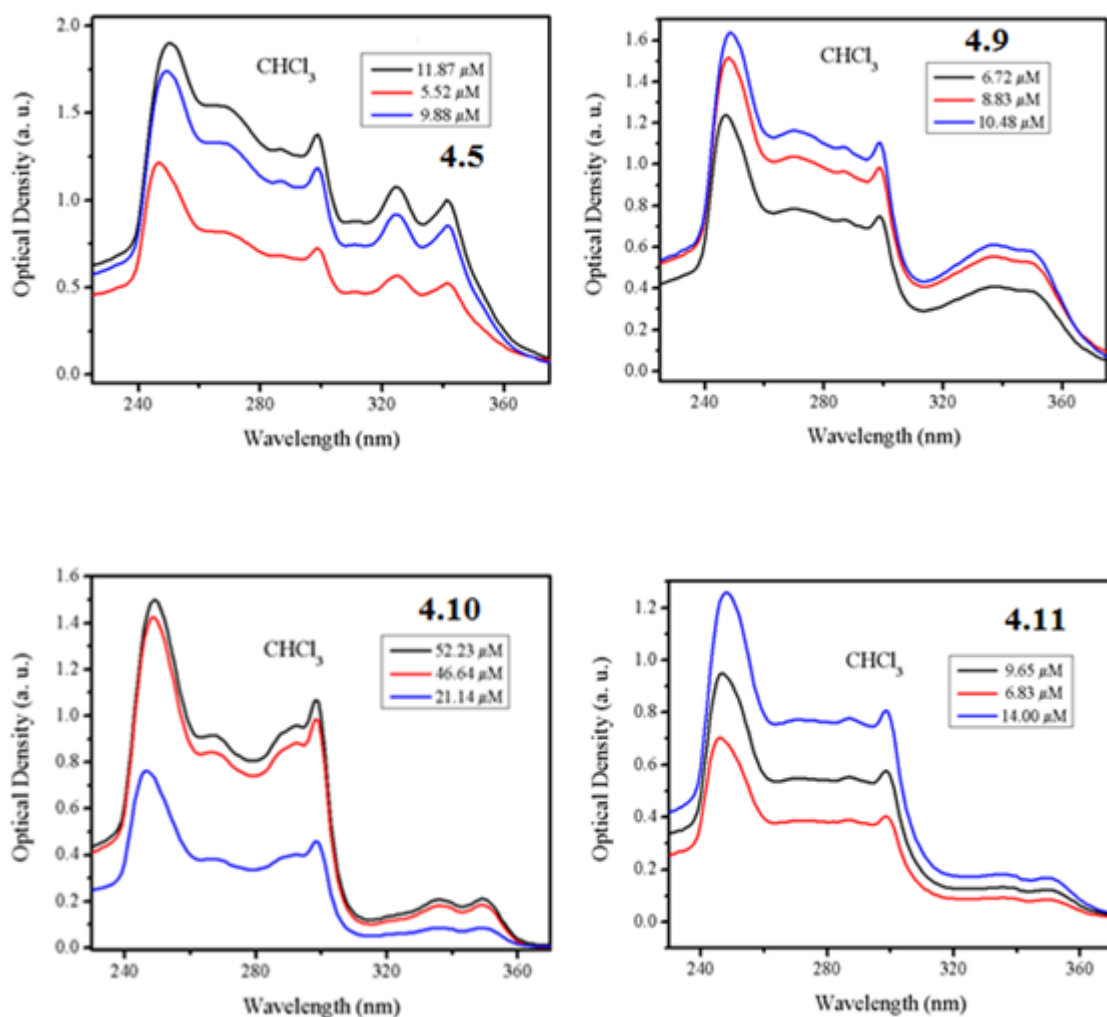 2.0
1.5
1.0
0.5
0.0
Optical Density (a. u.)
CHCl3
11.87 µM
5.52 µM
9.88 µM
4.5
240 280 320 360
Wavelength (nm)
1.6
1.4
1.2
1.0
0.8
0.6
0.4
0.2
0.0
Optical Density (a. u.)
4.9
CHCl3
6.72 µM
8.83 µM
10.48 µM
240 280 320 360
Wavelength (nm)
1.6
1.4
1.2
1.0
0.8
0.6
0.4
0.2
0.0
Optical Density (a. u.)
4.10
CHCl3
52.23 µM
46.64 µM
21.14 µM
240 280 320 360
Wavelength (nm)
1.2
1.0
0.8
0.6
0.4
0.2
0.0
Optical Density (a. u.)
4.11
CHCl3
9.65 µM
6.83 µM
14.00 µM
240 280 320 360
Wavelength (nm)